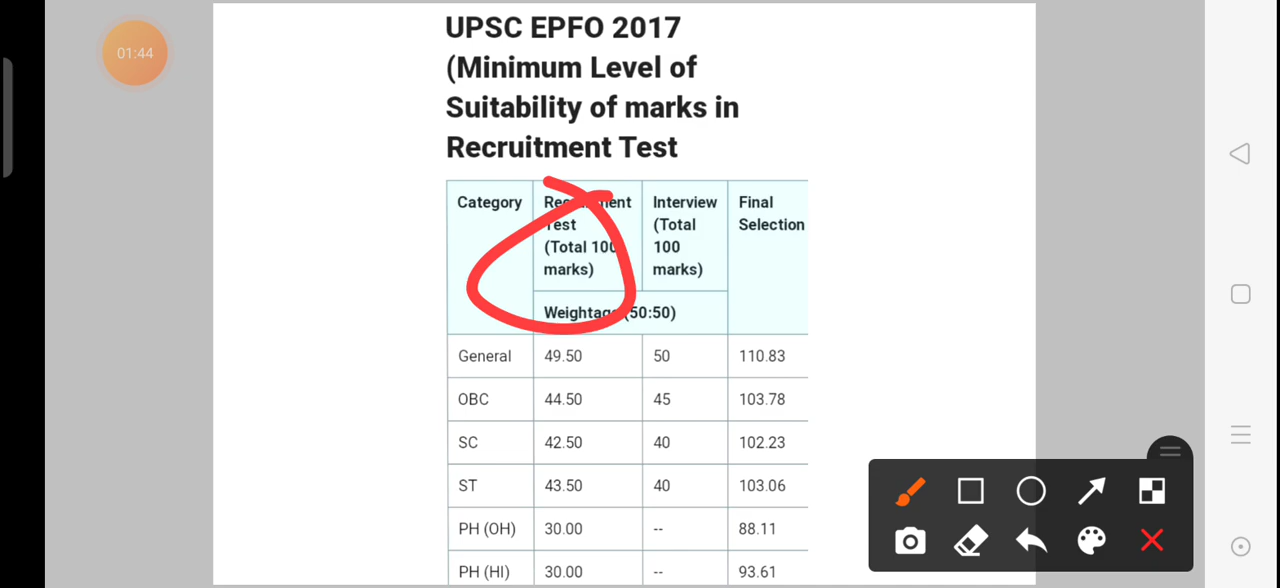 01:44
UPSC EPFO 2017
(Minimum Level of
Suitability of marks in
Recruitment Test
Category Recruitment Test (Total 100 marks) Interview (Total 100 marks) Final Selection
Weightage (50:50)
General 49.50 50 110.83
OBC 44.50 45 103.78
SC 42.50 40 102.23
ST 43.50 40 103.06
PH (OH) 30.00 -- 88.11
PH (HI) 30.00 -- 93.61